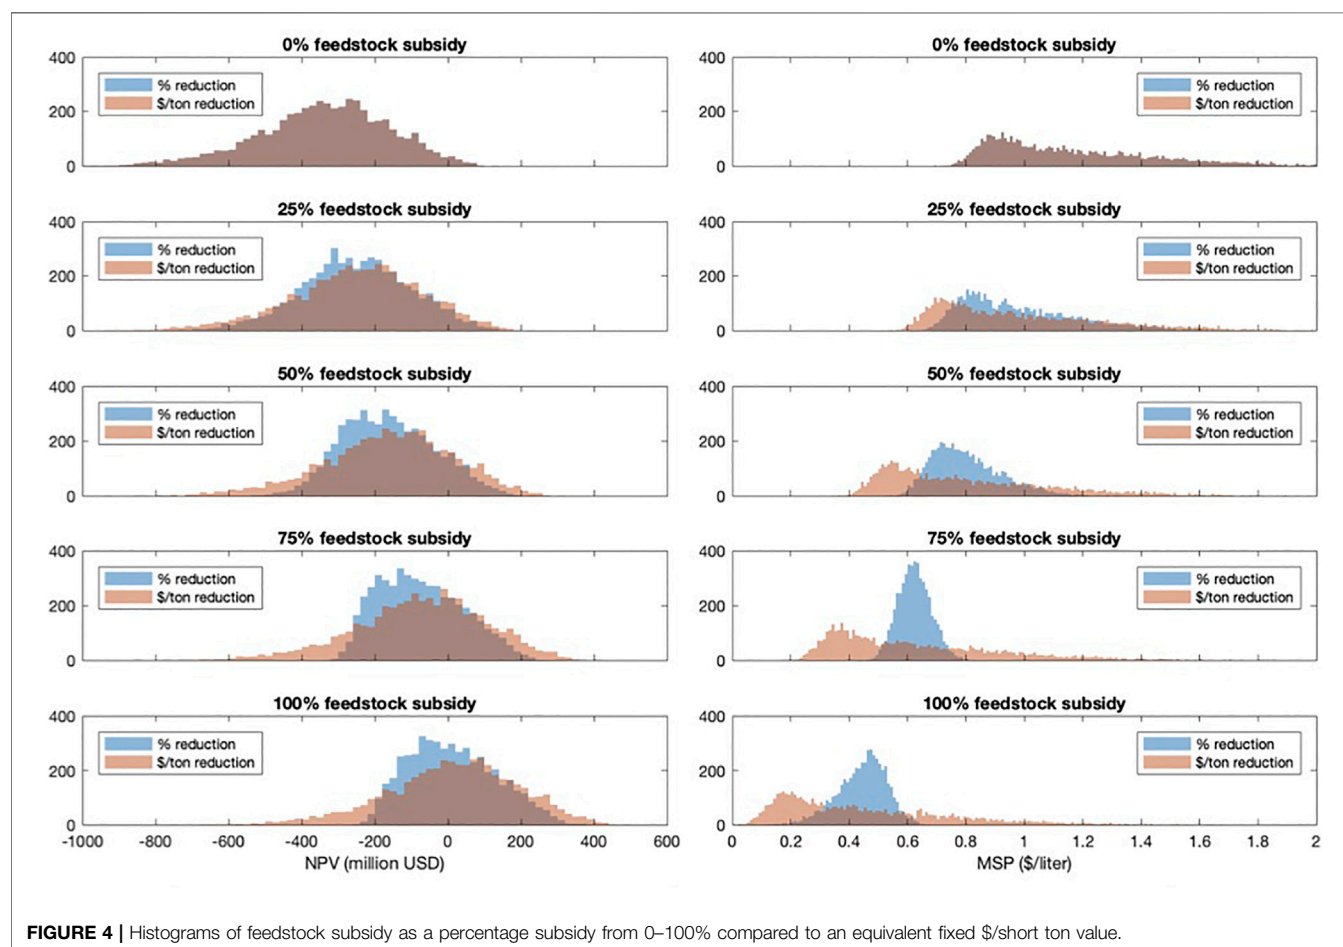 0% feedstock subsidy
400
200
0
% reduction
$/ton reduction
0% feedstock subsidy
400
200
0
% reduction
$/ton reduction
25% feedstock subsidy
400
200
0
% reduction
$/ton reduction
25% feedstock subsidy
400
200
0
% reduction
$/ton reduction
50% feedstock subsidy
400
200
0
% reduction
$/ton reduction
50% feedstock subsidy
400
200
0
% reduction
$/ton reduction
75% feedstock subsidy
400
200
0
% reduction
$/ton reduction
75% feedstock subsidy
400
200
0
% reduction
$/ton reduction
100% feedstock subsidy
400
200
0
% reduction
$/ton reduction
-1000 -800 -600 -400 -200 0 200 400 600
NPV (million USD)
100% feedstock subsidy
400
200
0
% reduction
$/ton reduction
0 0.2 0.4 0.6 0.8 1 1.2 1.4 1.6 1.8 2
MSP ($/liter)
FIGURE 4 | Histograms of feedstock subsidy as a percentage subsidy from 0–100% compared to an equivalent fixed $/short ton value.